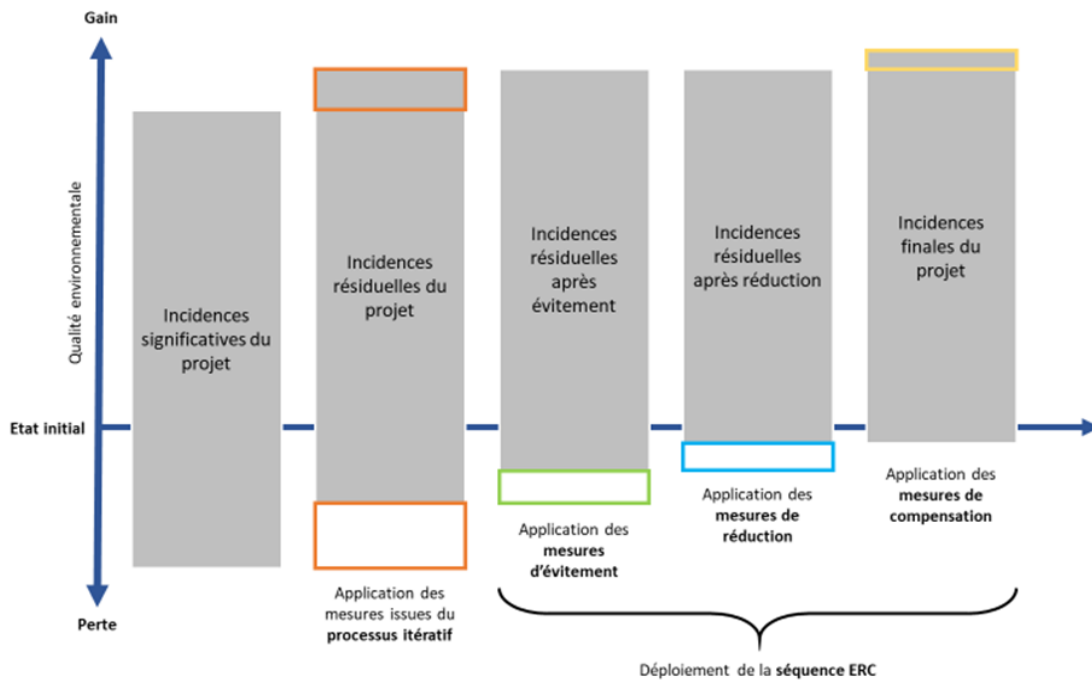 Gain
Qualité environnementale
Etat initial
Perte
Incidences
significatives du
projet
Incidences
résiduelles du
projet
Application des
mesures issues du
processus itératif
Incidences
résiduelles
après
évitement
Application des
mesures
d'évitement
Incidences
résiduelles
après réduction
Application des
mesures de
réduction
Incidences
finales du
projet
Application des
mesures de
compensation
Déploiement de la séquence ERC